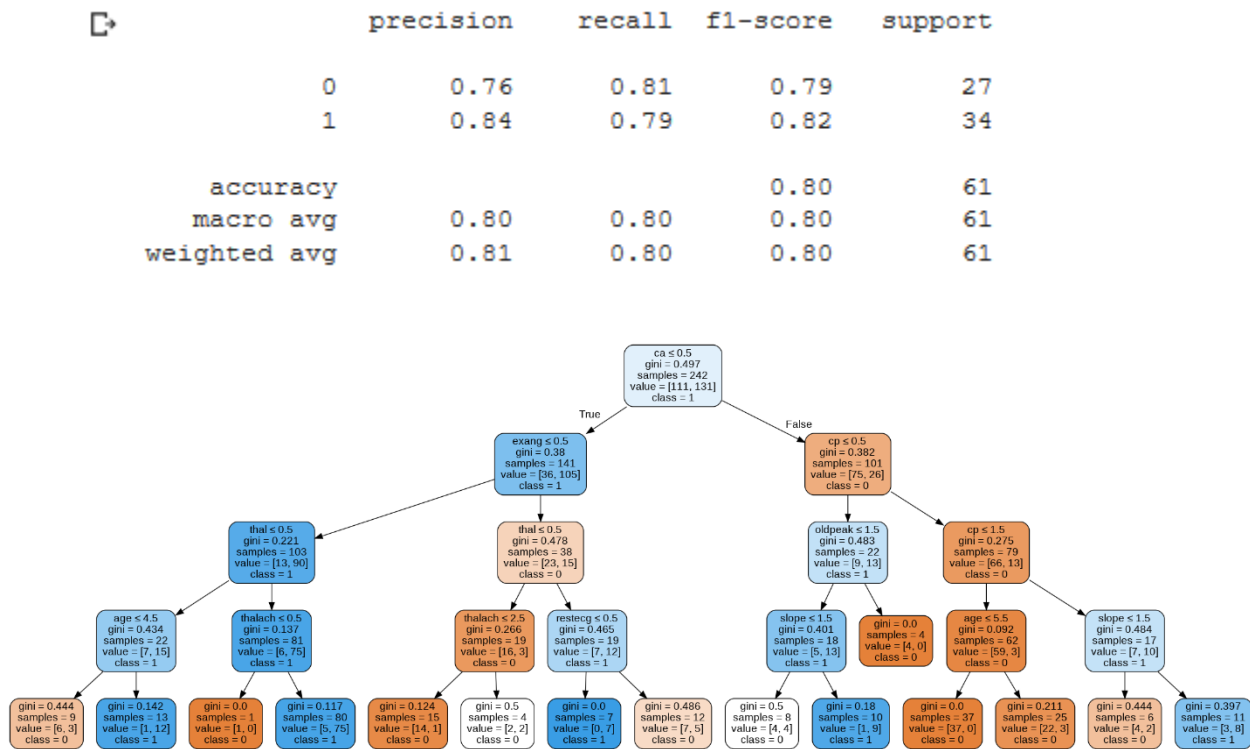 precision recall f1-score support
0 0.76 0.81 0.79 27
1 0.84 0.79 0.82 34
accuracy 0.80 61
macro avg 0.80 0.80 0.80 61
weighted avg 0.81 0.80 0.80 61
ca ≤ 0.5
gini = 0.497
samples = 242
value = [111, 131]
class = 1
True
False
exang ≤ 0.5
gini = 0.38
samples = 141
value = [36, 105]
class = 1
cp ≤ 0.5
gini = 0.382
samples = 101
value = [75, 26]
class = 0
thal ≤ 0.5
gini = 0.221
samples = 103
value = [13, 90]
class = 1
thal ≤ 0.5
gini = 0.478
samples = 38
value = [23, 15]
class = 0
oldpeak ≤ 1.5
gini = 0.483
samples = 22
value = [9, 13]
class = 1
cp ≤ 1.5
gini = 0.275
samples = 79
value = [66, 13]
class = 0
age ≤ 4.5
gini = 0.434
samples = 22
value = [7, 15]
class = 1
thalach ≤ 0.5
gini = 0.137
samples = 81
value = [6, 75]
class = 1
thalach ≤ 2.5
gini = 0.266
samples = 19
value = [16, 3]
class = 0
restecg ≤ 0.5
gini = 0.465
samples = 19
value = [7, 12]
class = 1
slope ≤ 1.5
gini = 0.401
samples = 18
value = [5, 13]
class = 1
gini = 0.0
samples = 4
value = [4, 0]
class = 0
age ≤ 5.5
gini = 0.092
samples = 62
value = [59, 3]
class = 0
slope ≤ 1.5
gini = 0.484
samples = 17
value = [7, 10]
class = 1
gini = 0.444
samples = 9
value = [6, 3]
class = 0
gini = 0.142
samples = 13
value = [1, 12]
class = 1
gini = 0.0
samples = 1
value = [1, 0]
class = 0
gini = 0.117
samples = 80
value = [5, 75]
class = 1
gini = 0.124
samples = 15
value = [14, 1]
class = 0
gini = 0.5
samples = 4
value = [2, 2]
class = 0
gini = 0.0
samples = 7
value = [0, 7]
class = 1
gini = 0.486
samples = 12
value = [7, 5]
class = 0
gini = 0.5
samples = 8
value = [4, 4]
class = 0
gini = 0.18
samples = 10
value = [1, 9]
class = 1
gini = 0.0
samples = 37
value = [37, 0]
class = 0
gini = 0.211
samples = 25
value = [22, 3]
class = 0
gini = 0.444
samples = 6
value = [4, 2]
class = 0
gini = 0.397
samples = 11
value = [3, 8]
class = 1